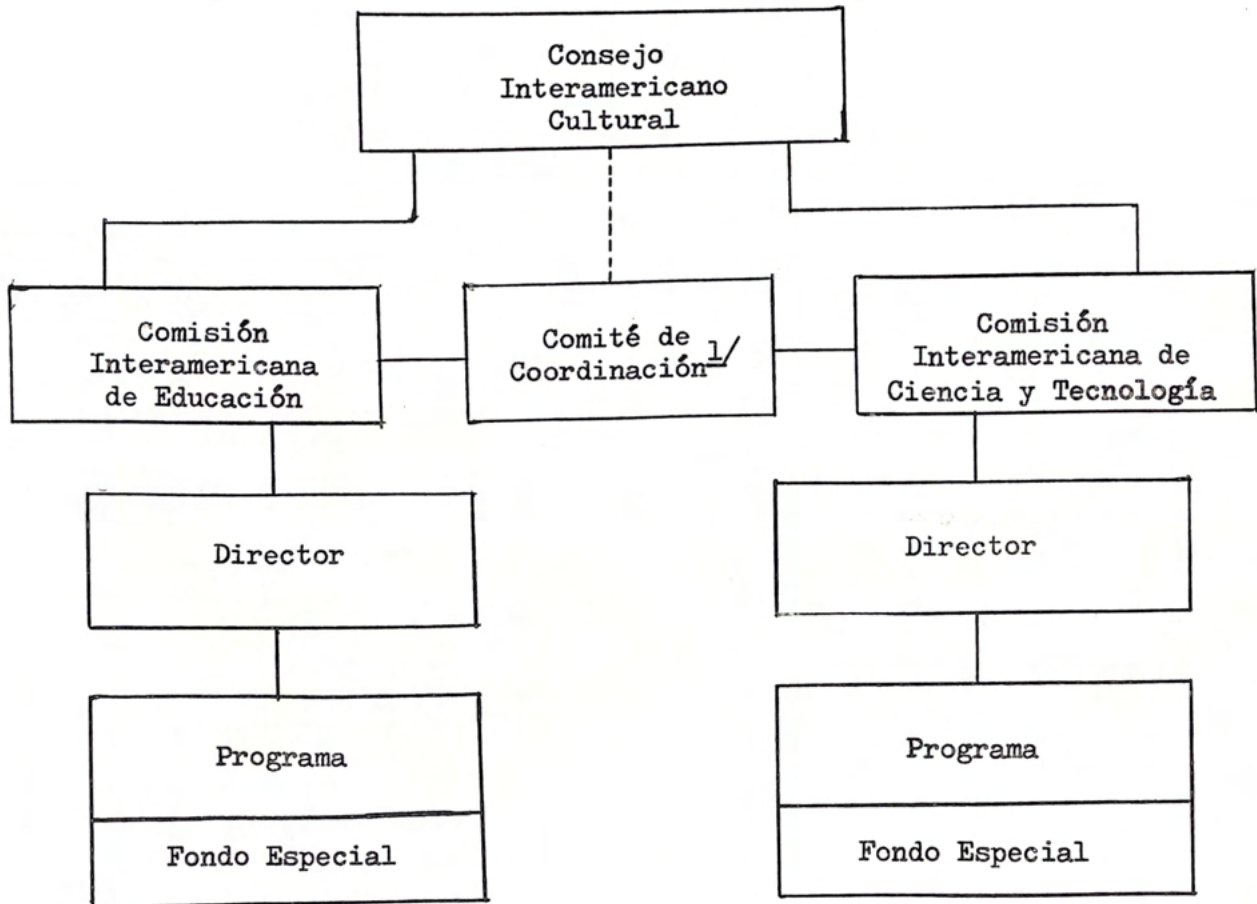 Consejo
Interamericano
Cultural
Comisión
Interamericana
de Educación
Comité de
Coordinación 1/
Comisión
Interamericana de
Ciencia y Tecnología
Director
Director
Programa
Fondo Especial
Programa
Fondo Especial